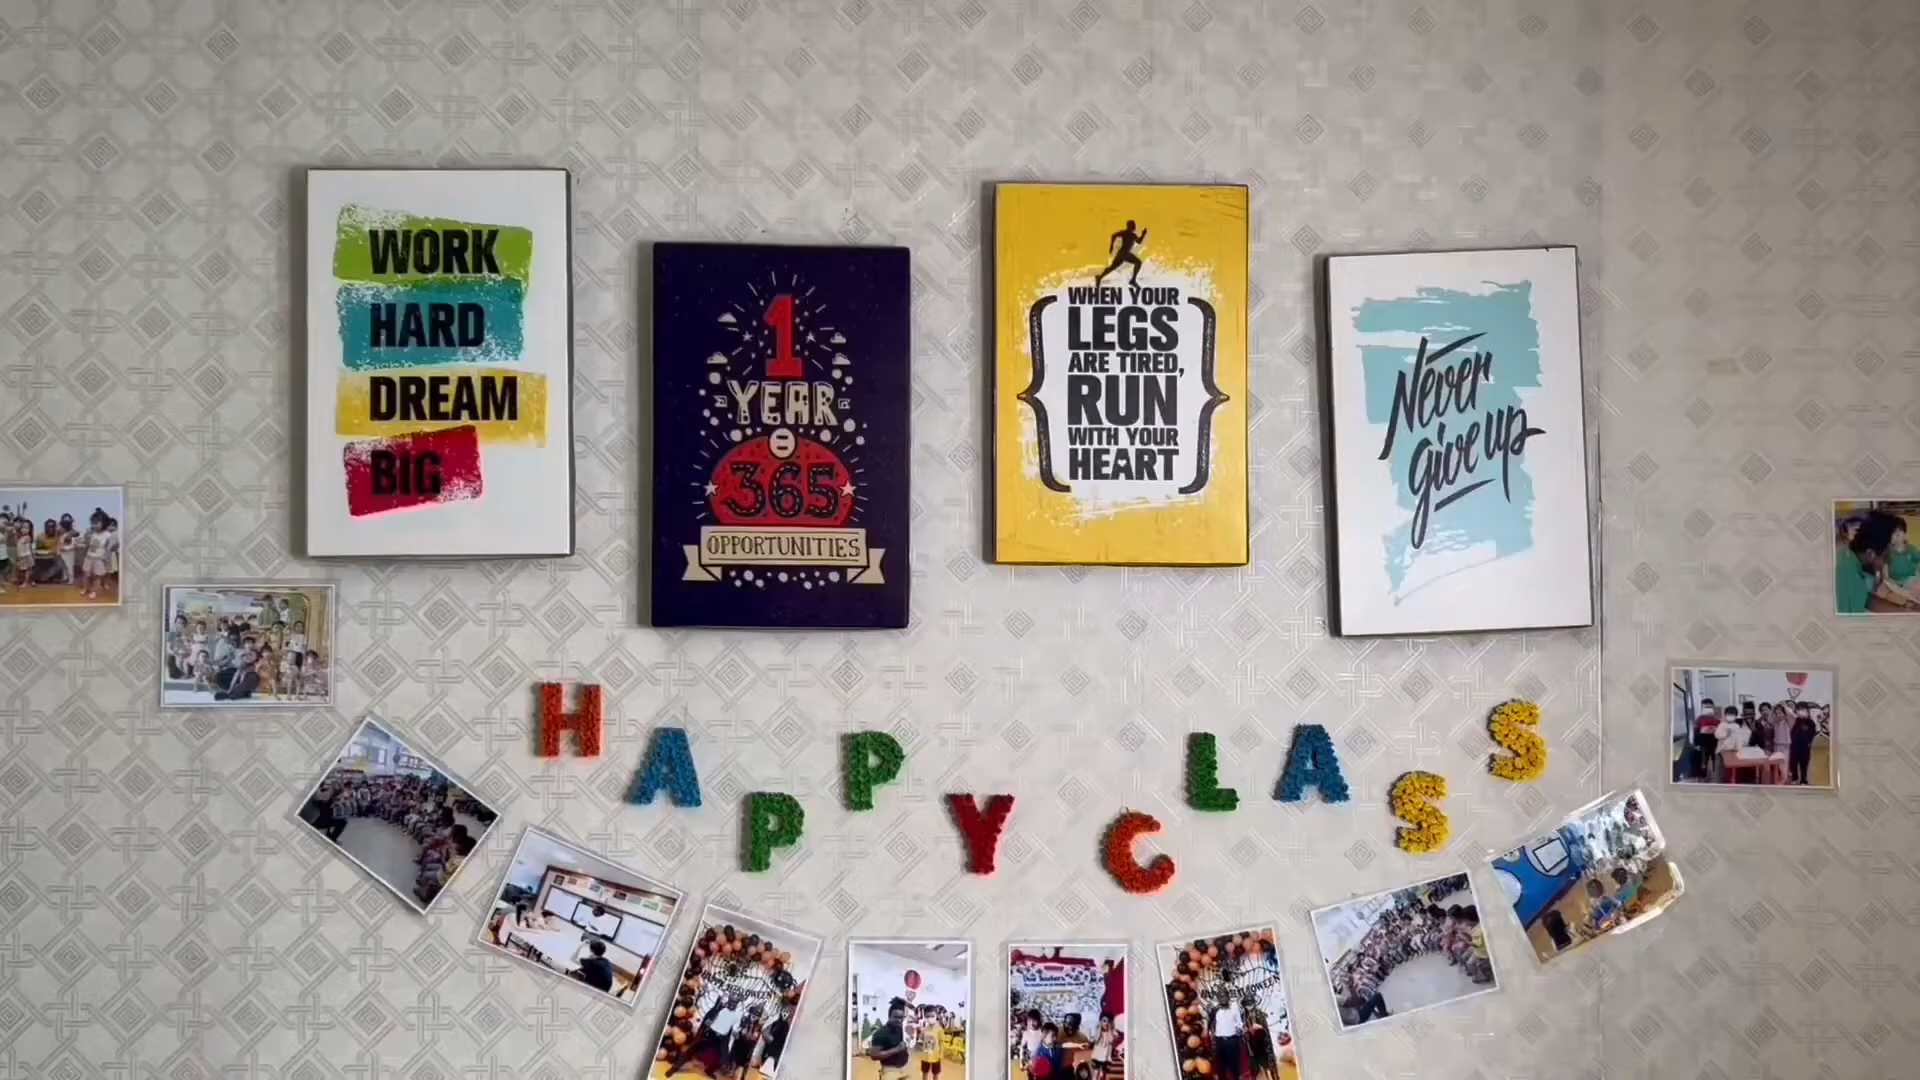 WORK
HARD
DREAM
BIG
1
YEAR
=
365
OPPORTUNITIES
WHEN YOUR
LEGS
ARE TIRED,
RUN
WITH YOUR
HEART
Never
give up
HAPPY CLASS